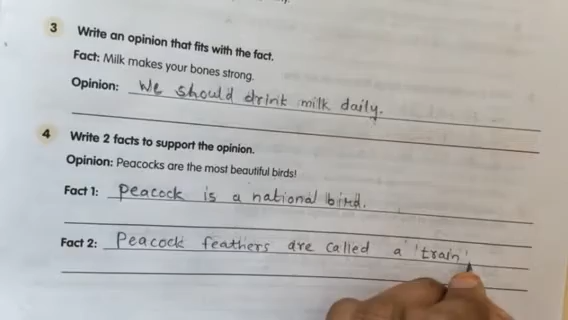 3 Write an opinion that fits with the fact.
Fact: Milk makes your bones strong.
Opinion: We should drink milk daily.
4 Write 2 facts to support the opinion.
Opinion: Peacocks are the most beautiful birds!
Fact 1: Peacock is a national bird.
Fact 2: Peacock feathers are called a 'train'